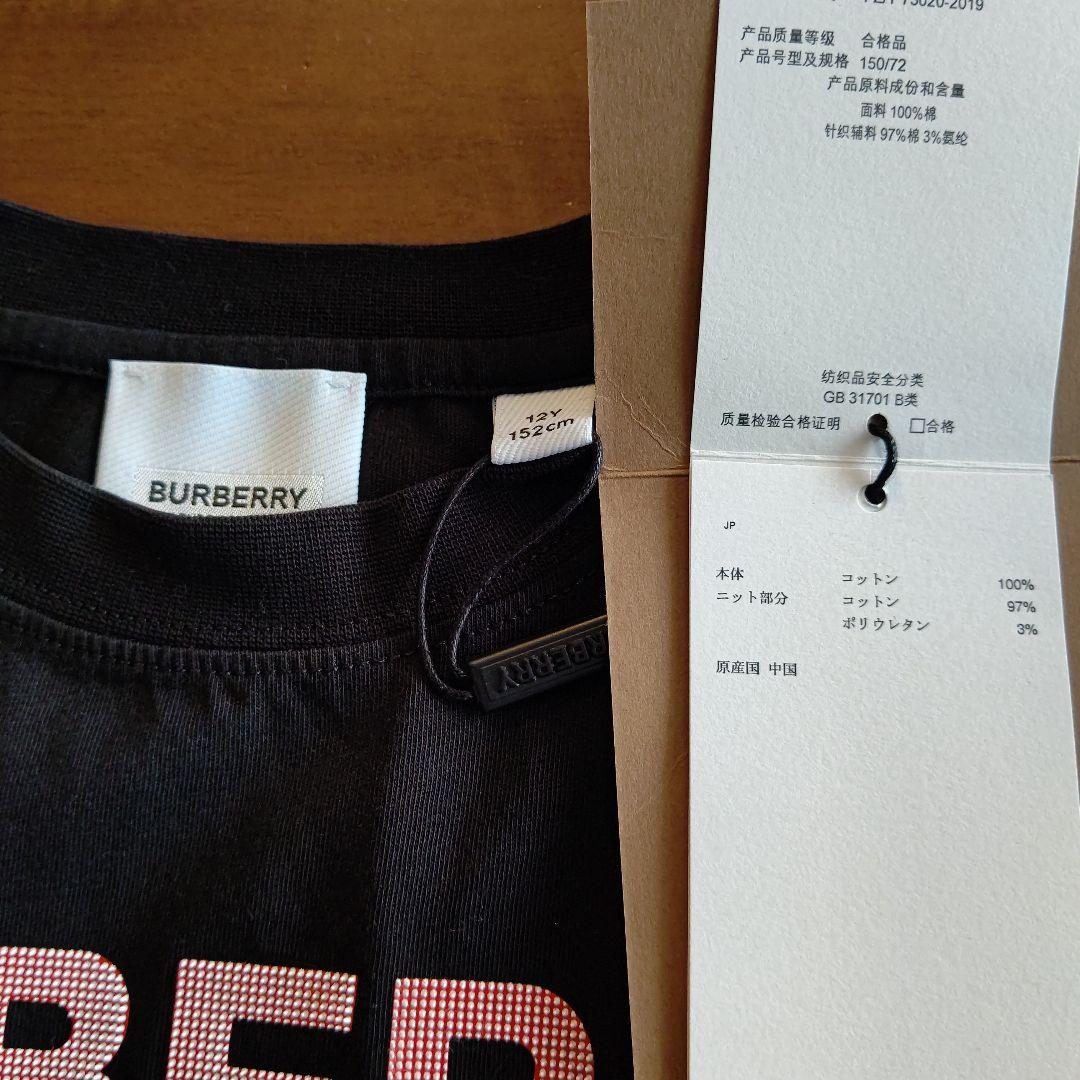 73020-2019
产品质量等级 合格品
产品号型及规格 150/72
产品原料成份和含量
面料 100%棉
针织辅料 97%棉 3%氨纶
纺织品安全分类
GB 31701 B类
质量检验合格证明 □合格
JP
本体 コットン 100%
ニット部分 コットン 97%
ポリウレタン 3%
原産国 中国
BURBERRY
12Y
152cm
RBERRY
BER